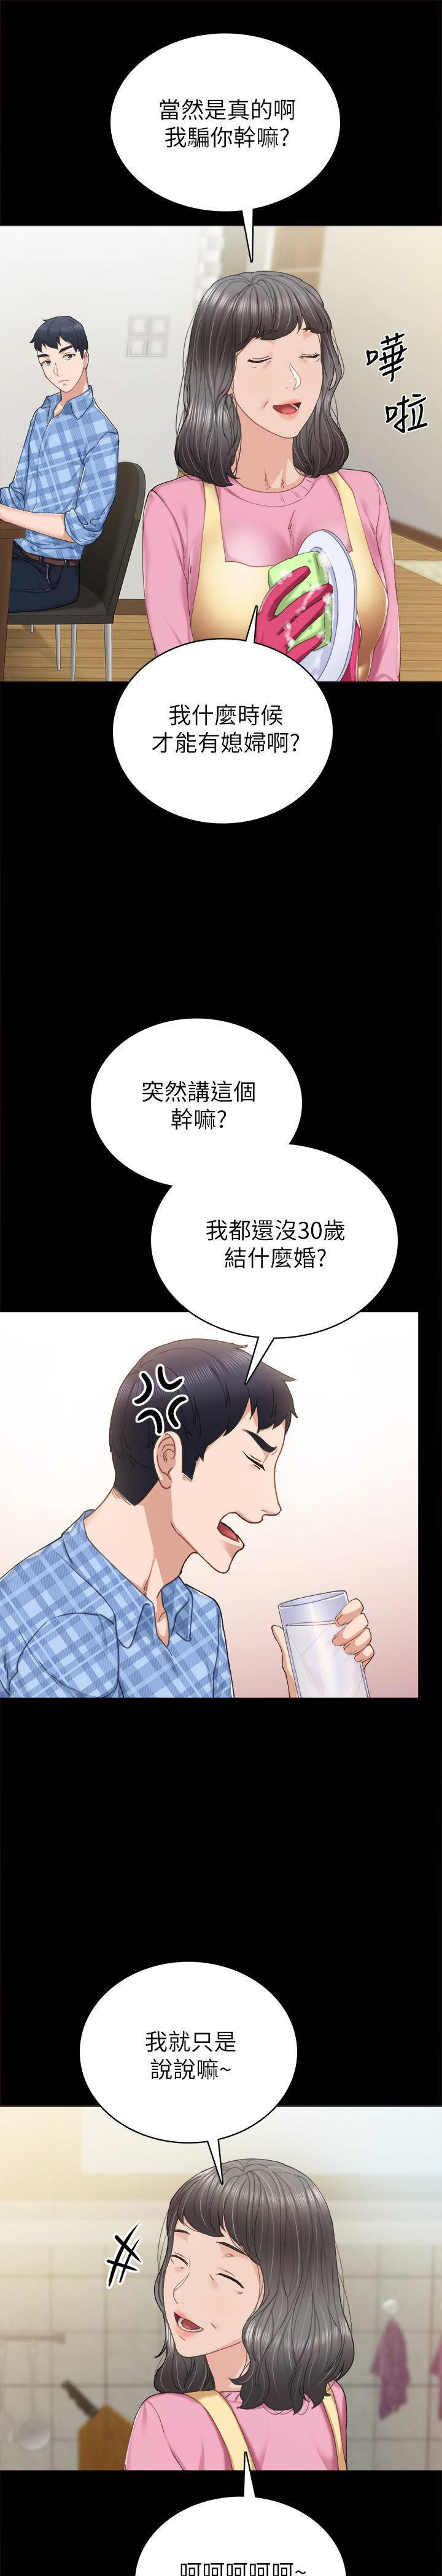 當然是真的啊
我騙你幹嘛?
嘩
啦
我什麼時候
才能有媳婦啊?
突然講這個
幹嘛?
我都還沒30歲
結什麼婚?
我就只是
說說嘛~
呵呵呵呵呵~